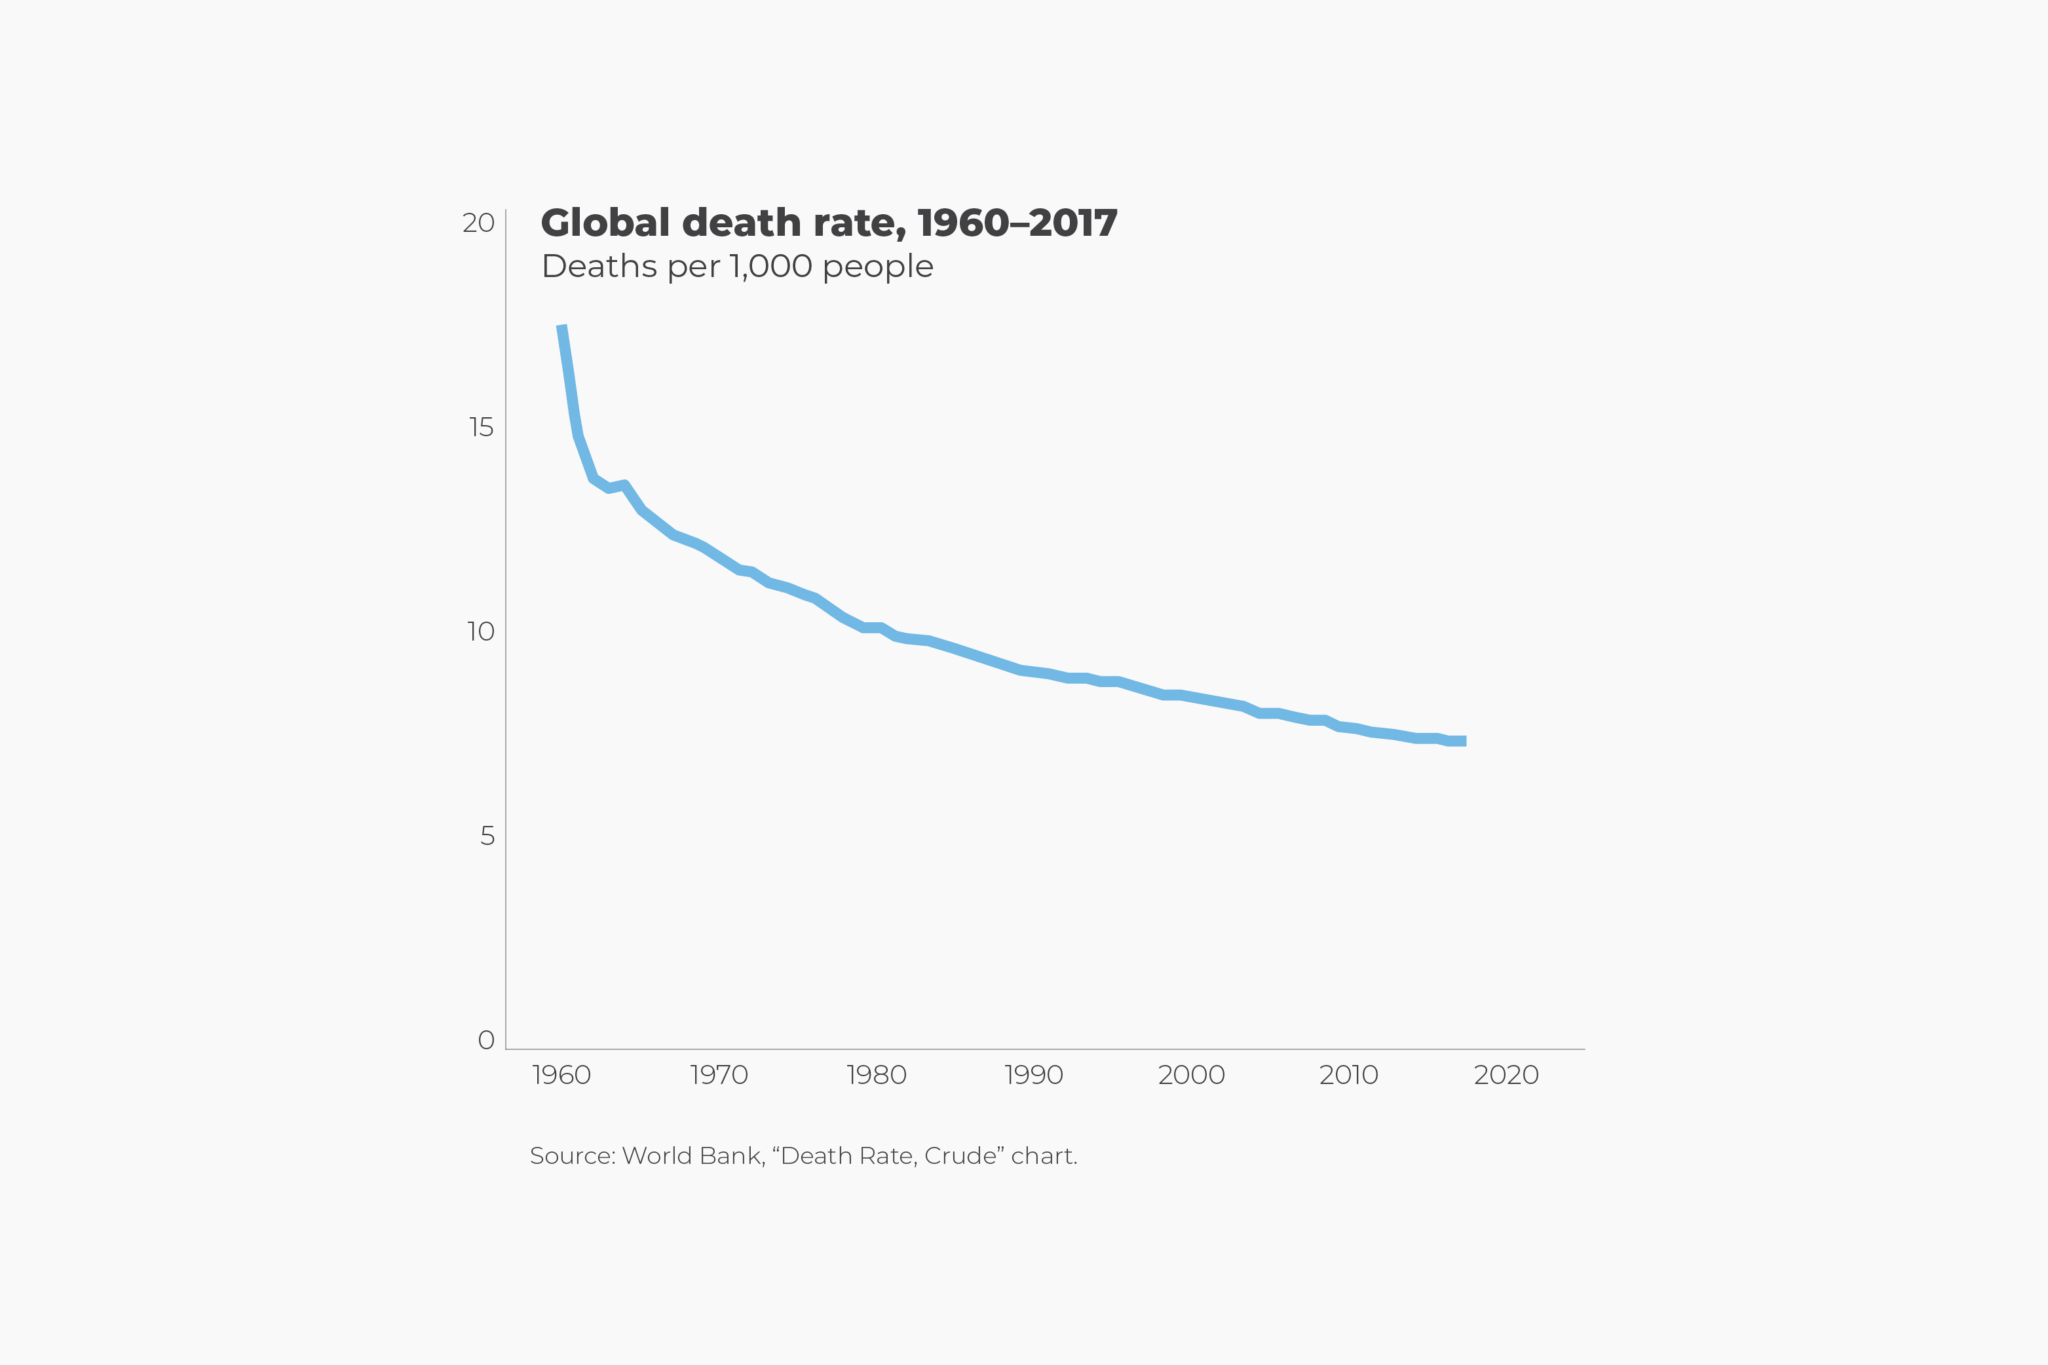 Global death rate, 1960–2017
Deaths per 1,000 people
20
15
10
5
0
1960 1970 1980 1990 2000 2010 2020
Source: World Bank, “Death Rate, Crude” chart.